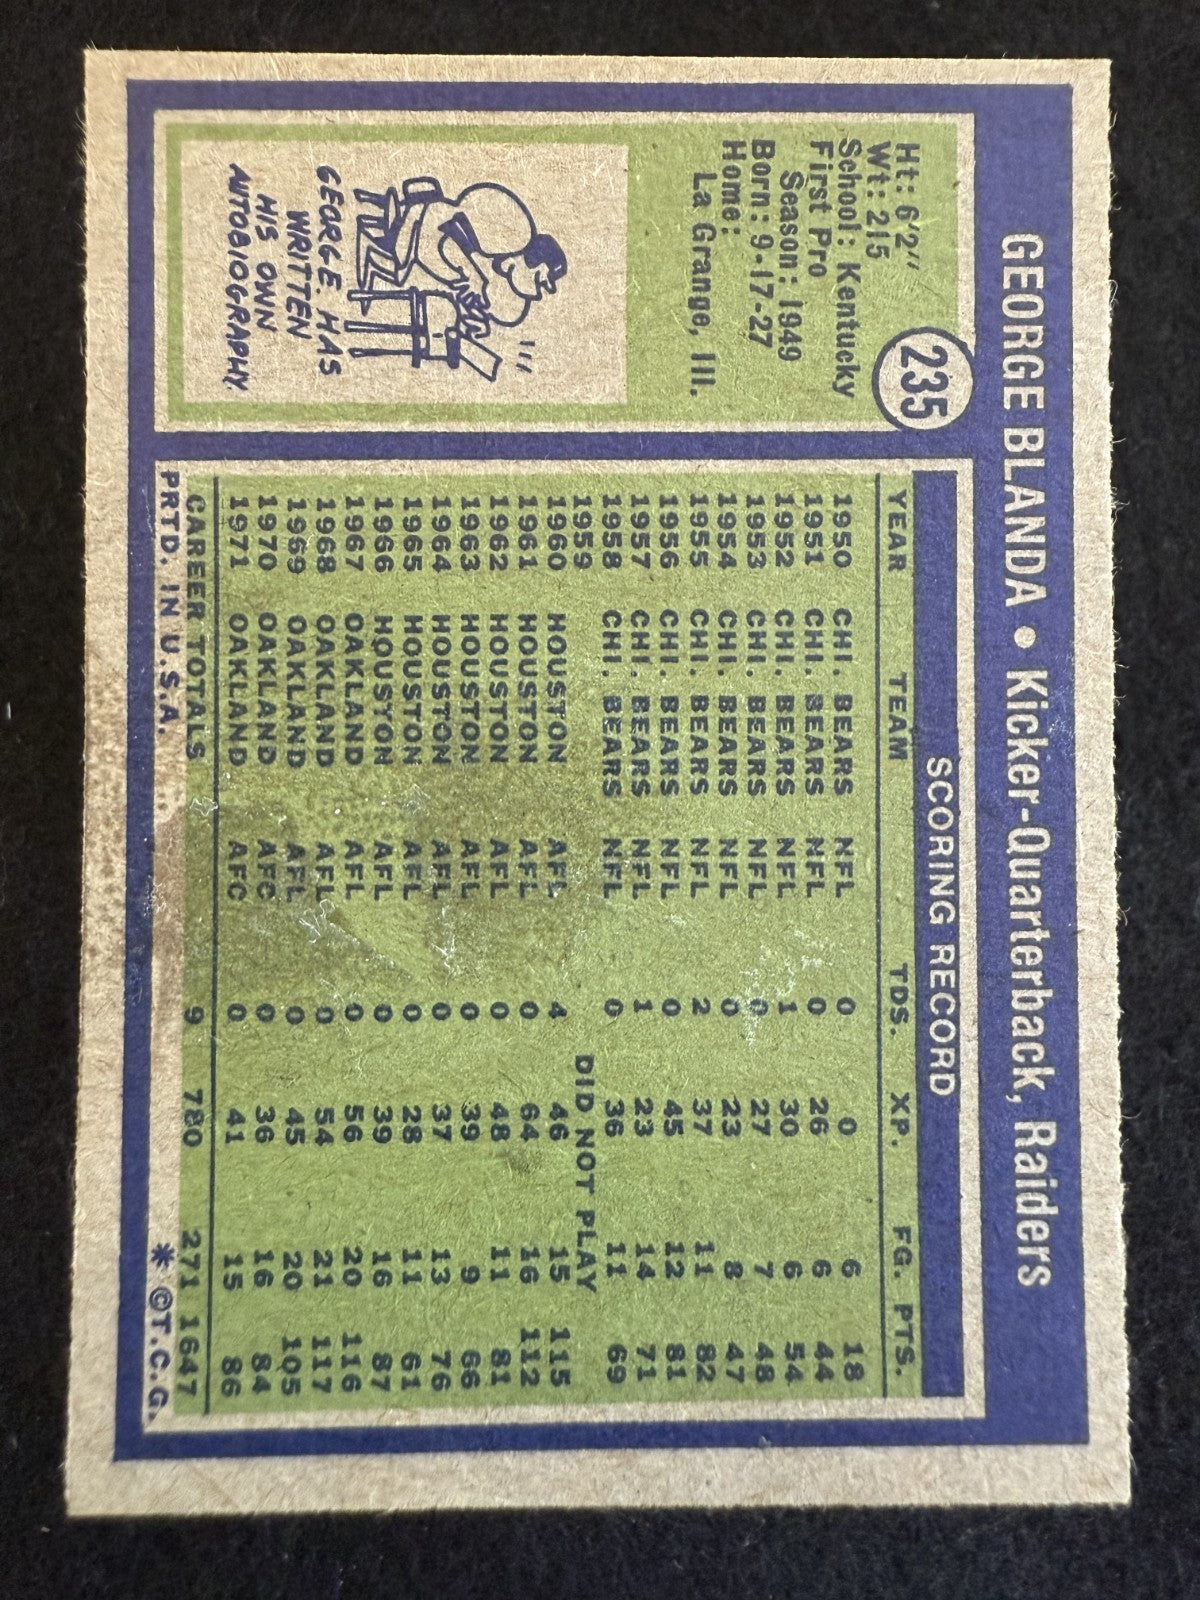 GEORGE BLANDA • Kicker-Quarterback, Raiders
235
Ht: 6'2"
Wt: 215
School: Kentucky
First Pro
Season: 1949
Born: 9-17-27
Home:
La Grange, Ill.
GEORGE HAS
WRITTEN
HIS OWN
AUTOBIOGRAPHY.
SCORING RECORD
YEAR TEAM TDS. XP. FG. PTS.
1950 CHI. BEARS NFL 0 0 6 18
1951 CHI. BEARS NFL 0 26 6 44
1952 CHI. BEARS NFL 1 30 6 54
1953 CHI. BEARS NFL 0 27 7 48
1954 CHI. BEARS NFL 0 23 8 47
1955 CHI. BEARS NFL 2 37 11 82
1956 CHI. BEARS NFL 0 45 12 81
1957 CHI. BEARS NFL 1 23 14 71
1958 CHI. BEARS NFL 0 36 11 69
1959 DID NOT PLAY
1960 HOUSTON AFL 4 46 15 115
1961 HOUSTON AFL 0 64 16 112
1962 HOUSTON AFL 0 48 11 81
1963 HOUSTON AFL 0 39 9 66
1964 HOUSTON AFL 0 37 13 76
1965 HOUSTON AFL 0 28 11 61
1966 HOUSTON AFL 0 39 16 87
1967 OAKLAND AFL 0 56 20 116
1968 OAKLAND AFL 0 54 21 117
1969 OAKLAND AFL 0 45 20 105
1970 OAKLAND AFC 0 36 16 84
1971 OAKLAND AFC 0 41 15 86
CAREER TOTALS 9 780 271 1647
PRTD. IN U.S.A. * © T.C.G.